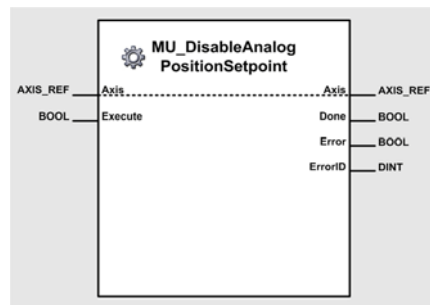 MU_DisableAnalog
PositionSetpoint
AXIS_REF Axis Axis AXIS_REF
BOOL Execute Done BOOL
Error BOOL
ErrorID DINT